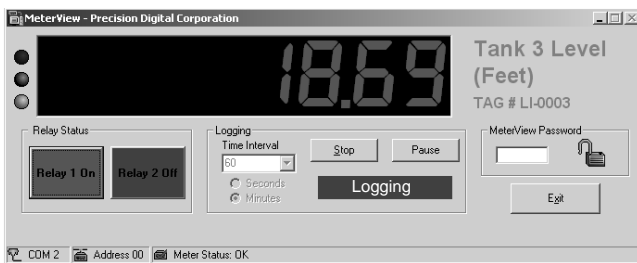 MeterView - Precision Digital Corporation
18.69
Tank 3 Level
(Feet)
TAG # LI-0003
Relay Status
Relay 1 On
Relay 2 Off
Logging
Time Interval
60
Seconds
Minutes
Stop
Pause
Logging
MeterView Password
Exit
COM 2
Address 00
Meter Status: OK